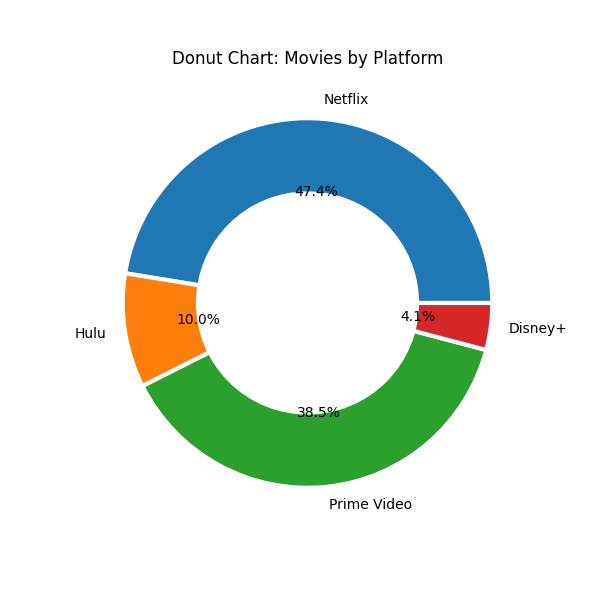 Donut Chart: Movies by Platform
Netflix
47.4%
Hulu
10.0%
4.1%
Disney+
38.5%
Prime Video